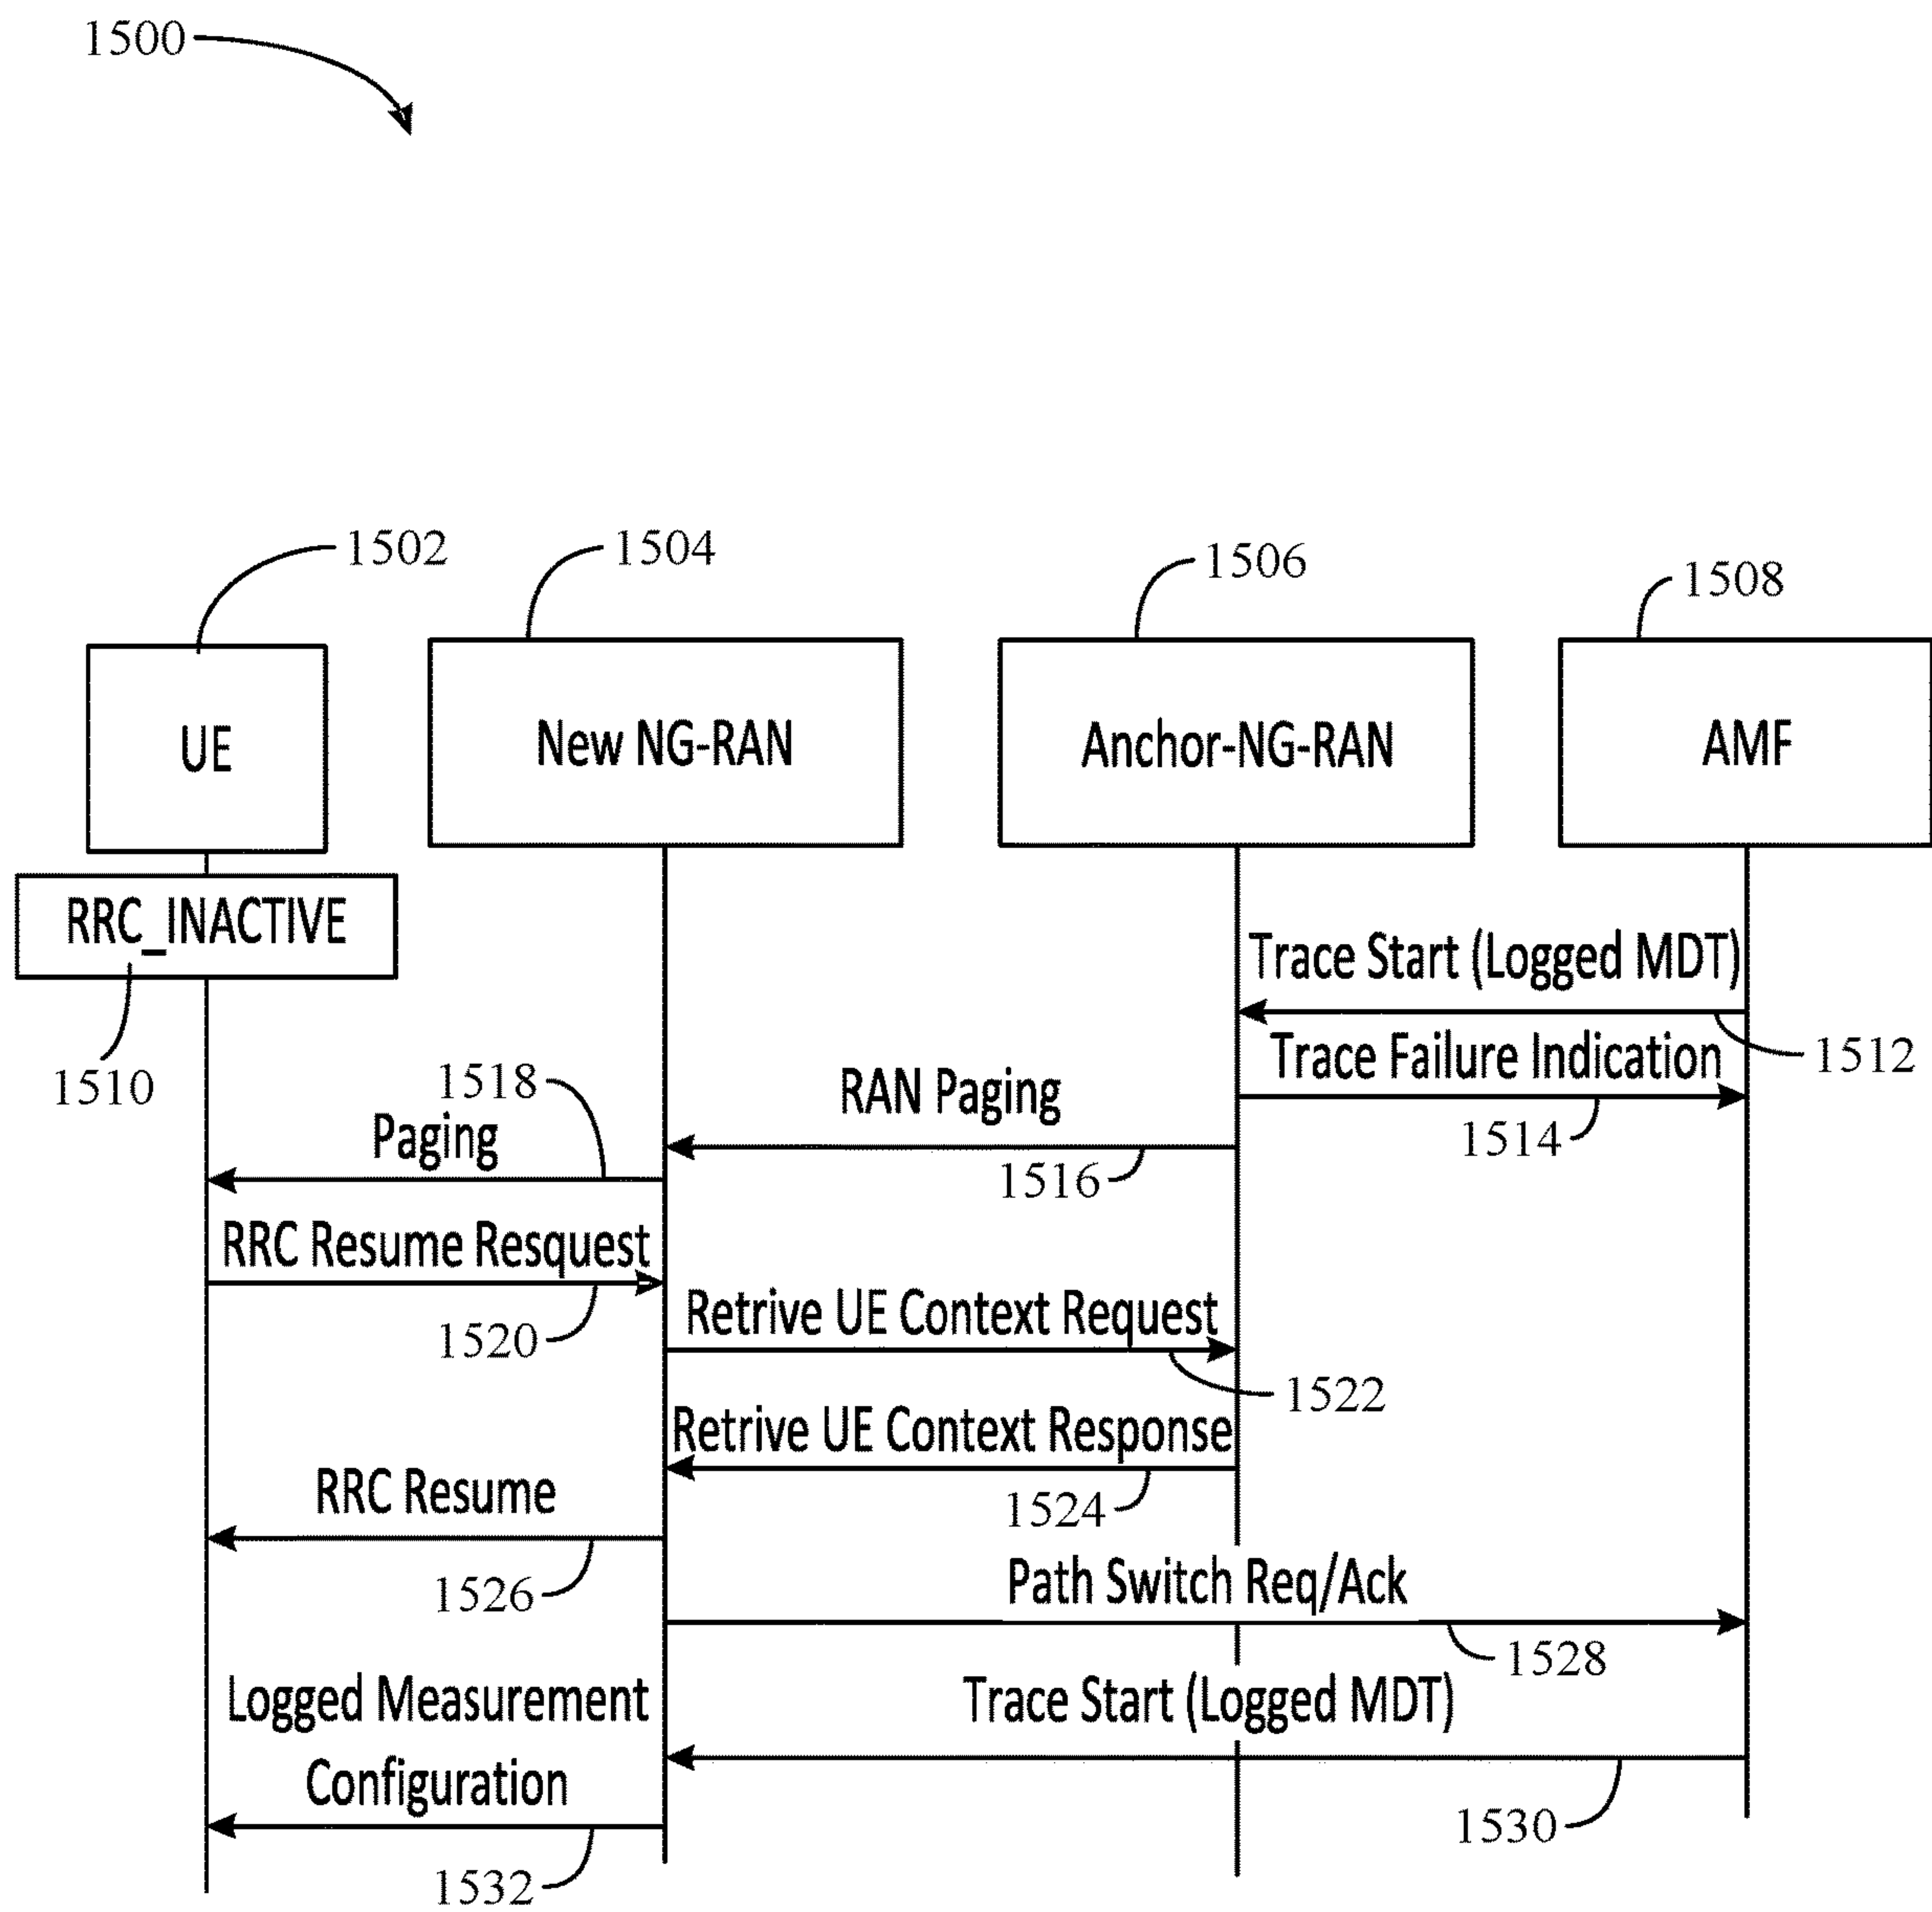 1500
1502
1504
1506
1508
UE
New NG-RAN
Anchor-NG-RAN
AMF
RRC_INACTIVE
1510
Trace Start (Logged MDT)
1512
Trace Failure Indication
1514
RAN Paging
1516
1518
Paging
RRC Resume Resquest
1520
Retrive UE Context Request
1522
Retrive UE Context Response
1524
RRC Resume
1526
Path Switch Req/Ack
1528
Trace Start (Logged MDT)
1530
Logged Measurement
Configuration
1532